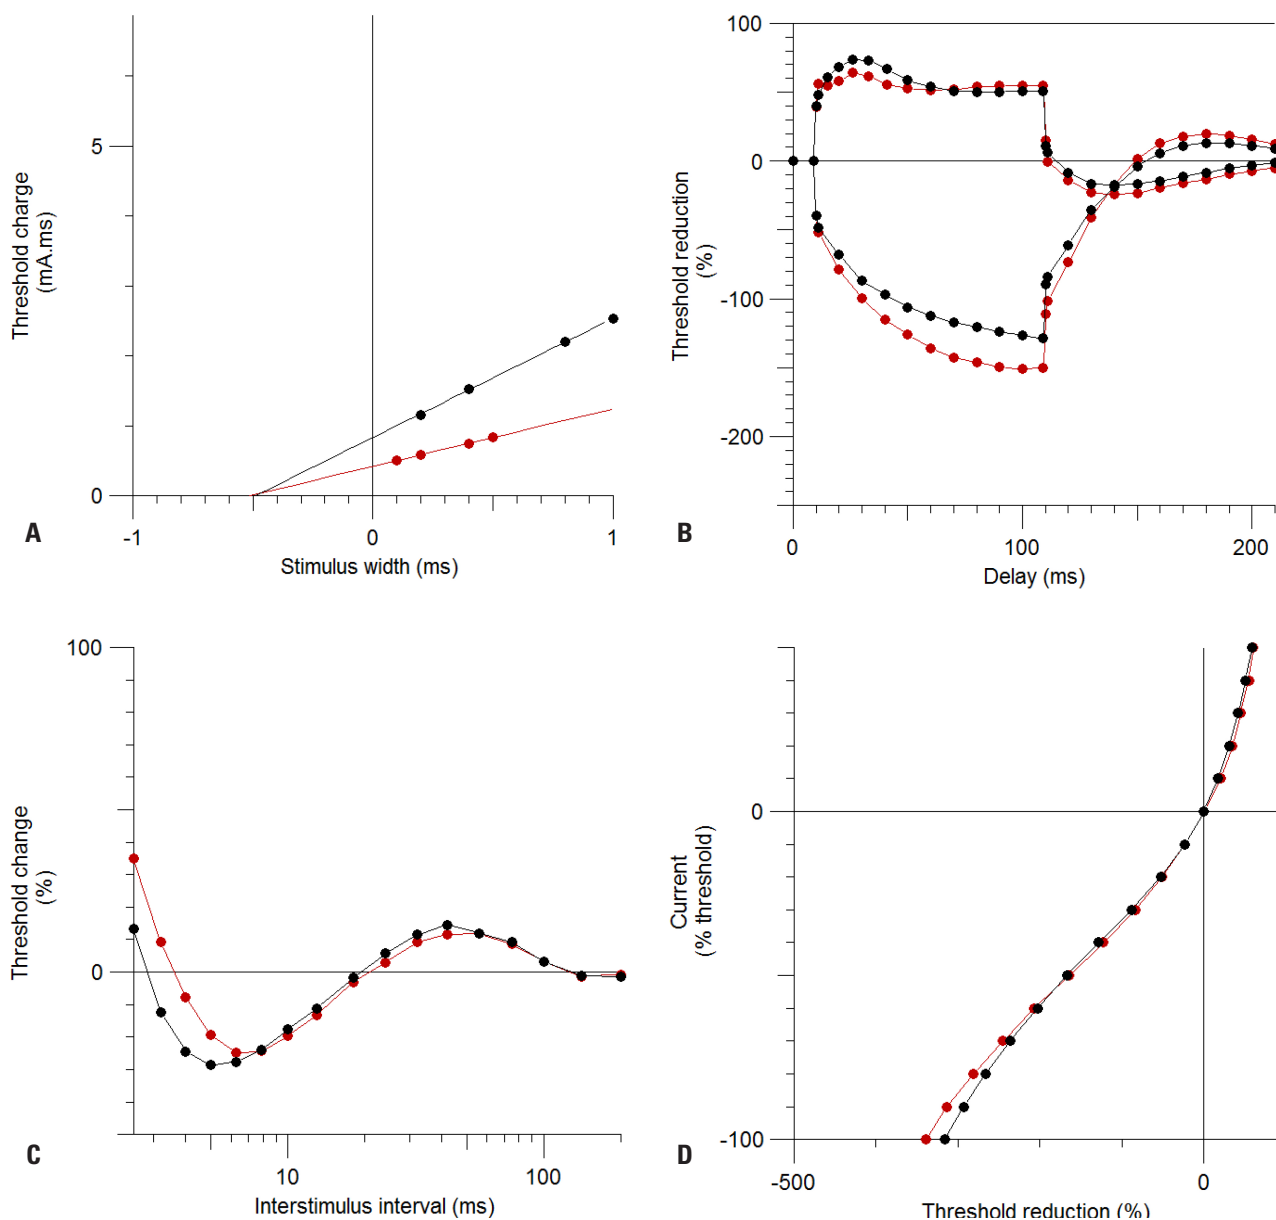 5
Threshold charge
(mA.ms)
0
-1
0
1
Stimulus width (ms)
A
100
0
-100
-200
Threshold reduction
(%)
0
100
200
Delay (ms)
B
100
Threshold change
(%)
0
10
100
Interstimulus interval (ms)
C
0
Current
(% threshold)
-100
-500
0
Threshold reduction (%)
D